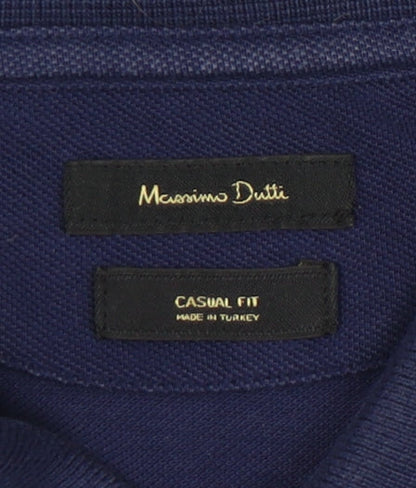 Massimo Dutti
CASUAL FIT
MADE IN TURKEY